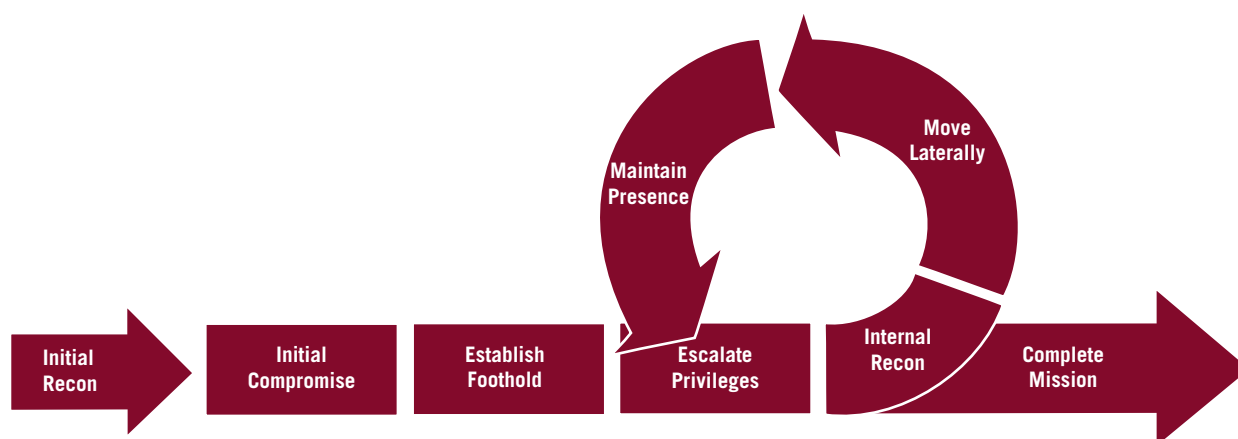 Move
Laterally
Maintain
Presence
Initial
Recon
Initial
Compromise
Establish
Foothold
Escalate
Privileges
Internal
Recon
Complete
Mission